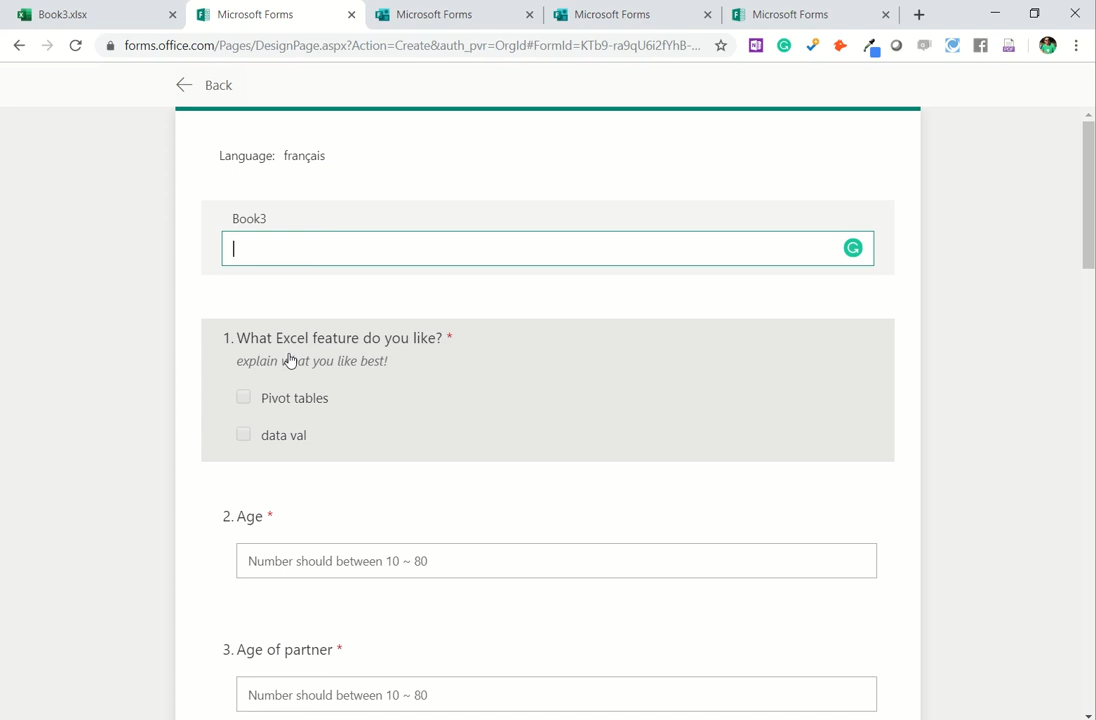 Book3.xlsx
Microsoft Forms
Microsoft Forms
Microsoft Forms
Microsoft Forms
forms.office.com/Pages/DesignPage.aspx?Action=Create&auth_pvr=OrgId#FormId=KTb9-ra9qU6i2fYhB-...
Back
Language: français
Book3
1. What Excel feature do you like? *
explain what you like best!
Pivot tables
data val
2. Age *
Number should between 10 ~ 80
3. Age of partner *
Number should between 10 ~ 80